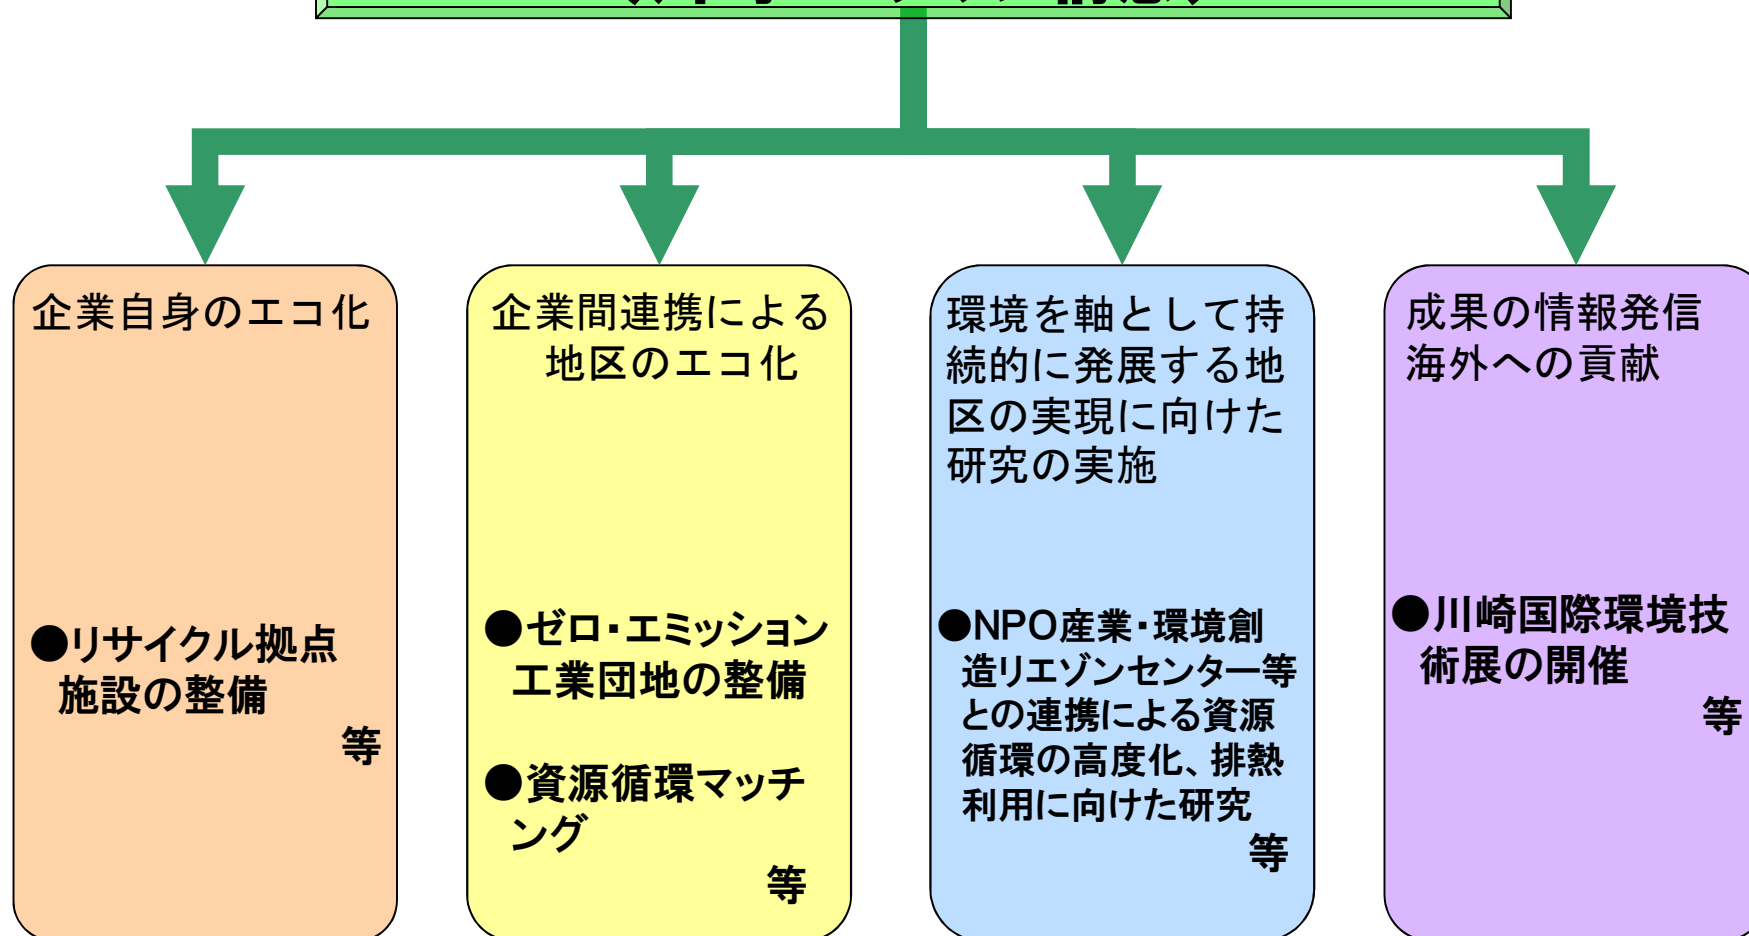 企業自身のエコ化
●リサイクル拠点
施設の整備
等
企業間連携による
地区のエコ化
●ゼロ・エミッション
工業団地の整備
●資源循環マッチ
ング
等
環境を軸として持
続的に発展する地
区の実現に向けた
研究の実施
●NPO産業・環境創
造リエゾンセンター等
との連携による資源
循環の高度化、排熱
利用に向けた研究
等
成果の情報発信
海外への貢献
●川崎国際環境技
術展の開催
等